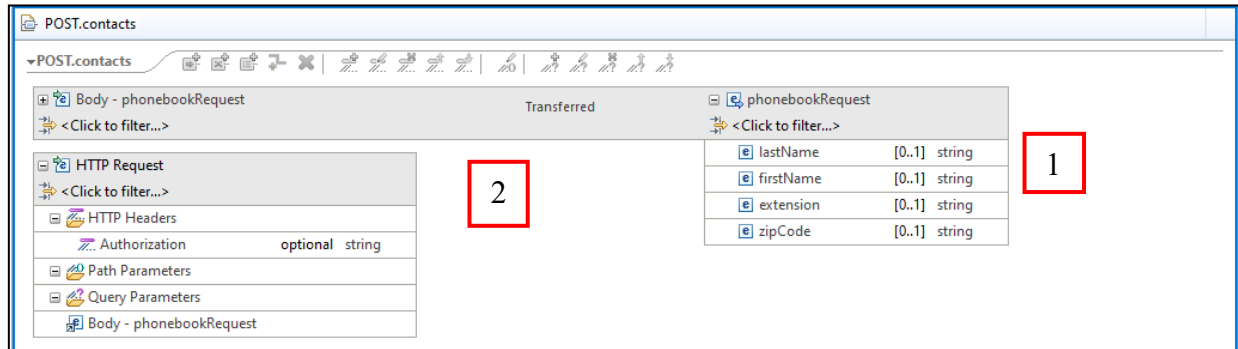 POST.contacts
POST.contacts
Body - phonebookRequest
Transferred
phonebookRequest
<Click to filter...>
<Click to filter...>
lastName [0..1] string
1
HTTP Request
firstName [0..1] string
<Click to filter...>
2
extension [0..1] string
HTTP Headers
zipCode [0..1] string
Authorization optional string
Path Parameters
Query Parameters
Body - phonebookRequest